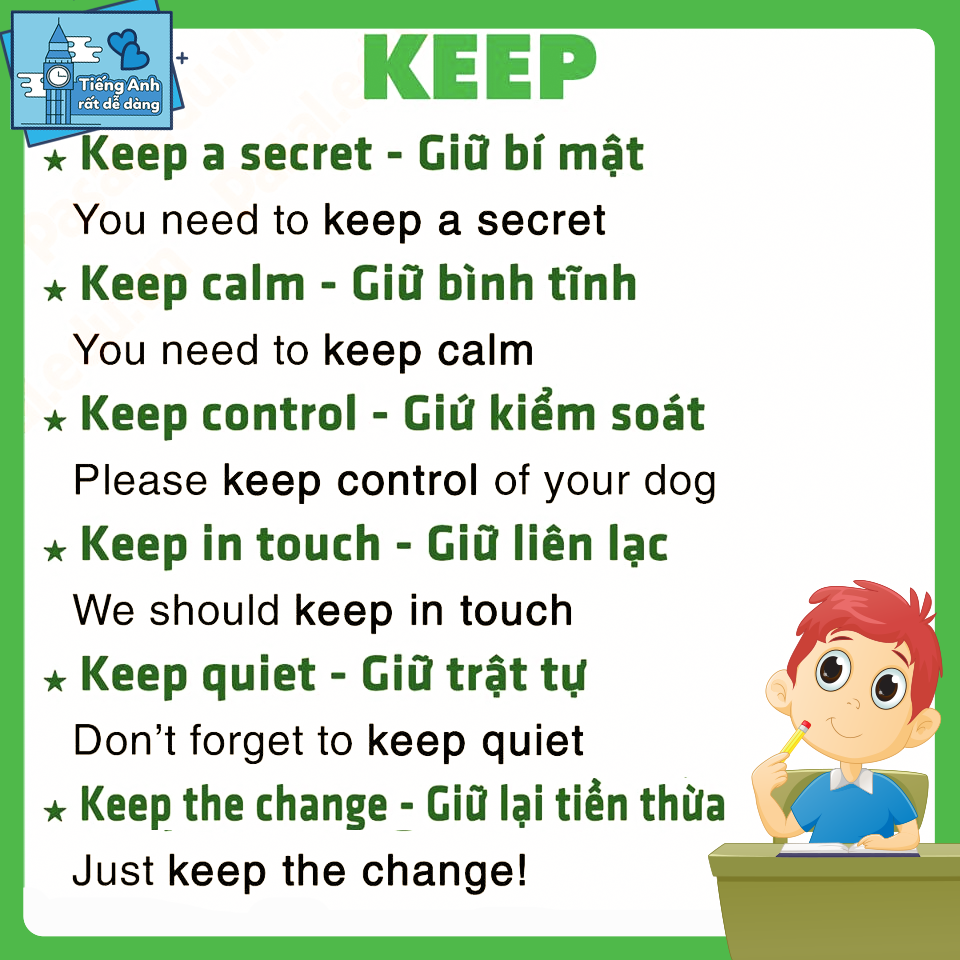 Tiếng Anh
rất dễ dàng
KEEP
★ Keep a secret - Giữ bí mật
You need to keep a secret
★ Keep calm - Giữ bình tĩnh
You need to keep calm
★ Keep control - Giứ kiểm soát
Please keep control of your dog
★ Keep in touch - Giữ liên lạc
We should keep in touch
★ Keep quiet - Giữ trật tự
Don't forget to keep quiet
★ Keep the change - Giữ lại tiền thừa
Just keep the change!